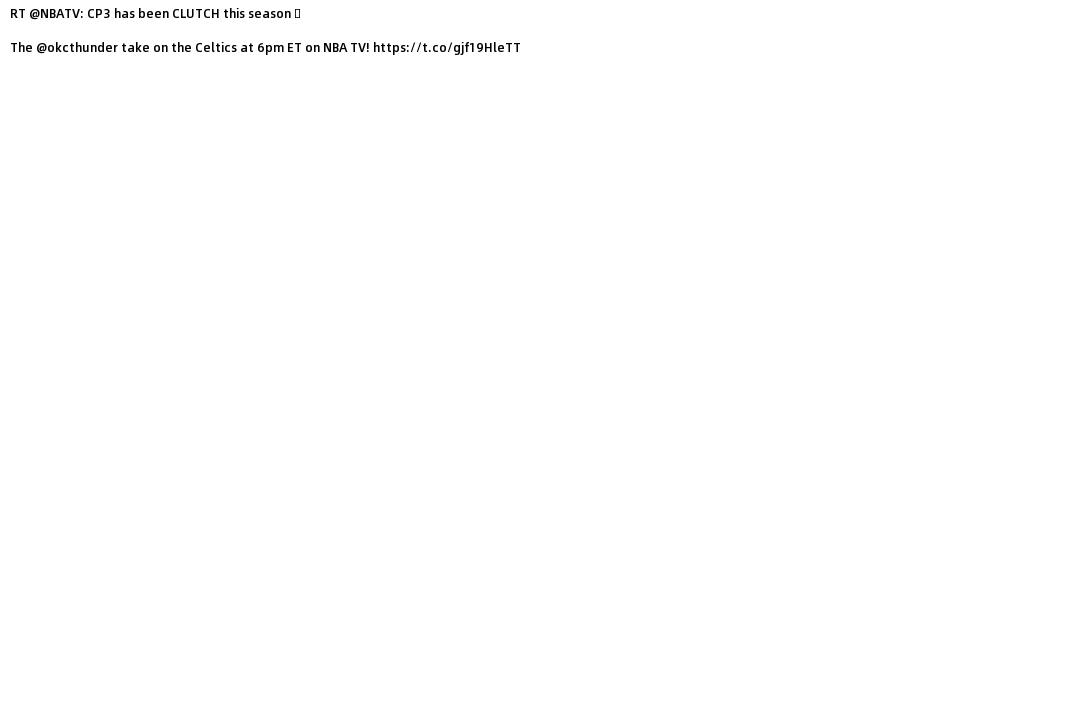 RT @NBATV: CP3 has been CLUTCH this season
The @okcthunder take on the Celtics at 6pm ET on NBA TV! https://t.co/gjf19HleTT